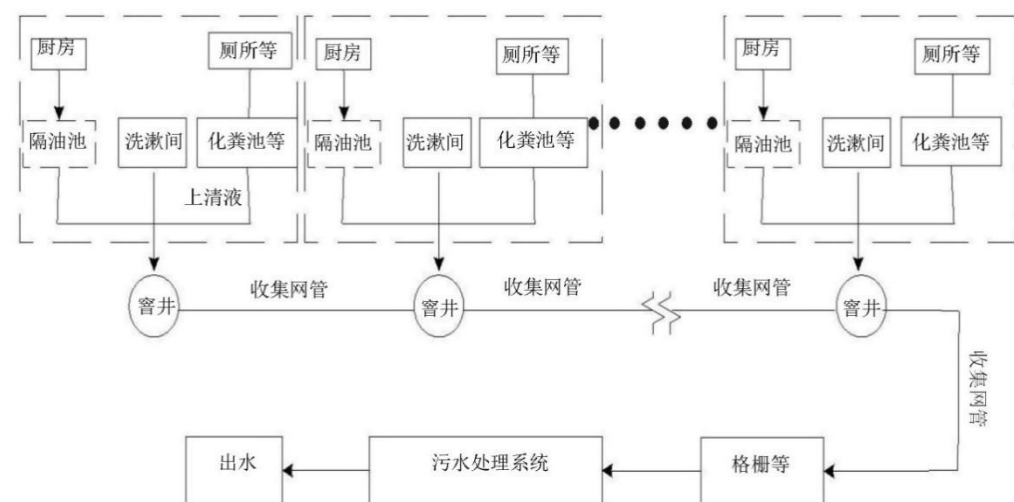 厨房
厕所等
厨房
厕所等
厨房
厕所等
隔油池
洗漱间
化粪池等
隔油池
洗漱间
化粪池等
隔油池
洗漱间
化粪池等
上清液
窨井
收集网管
窨井
收集网管
收集网管
窨井
收集网管
出水
污水处理系统
格栅等